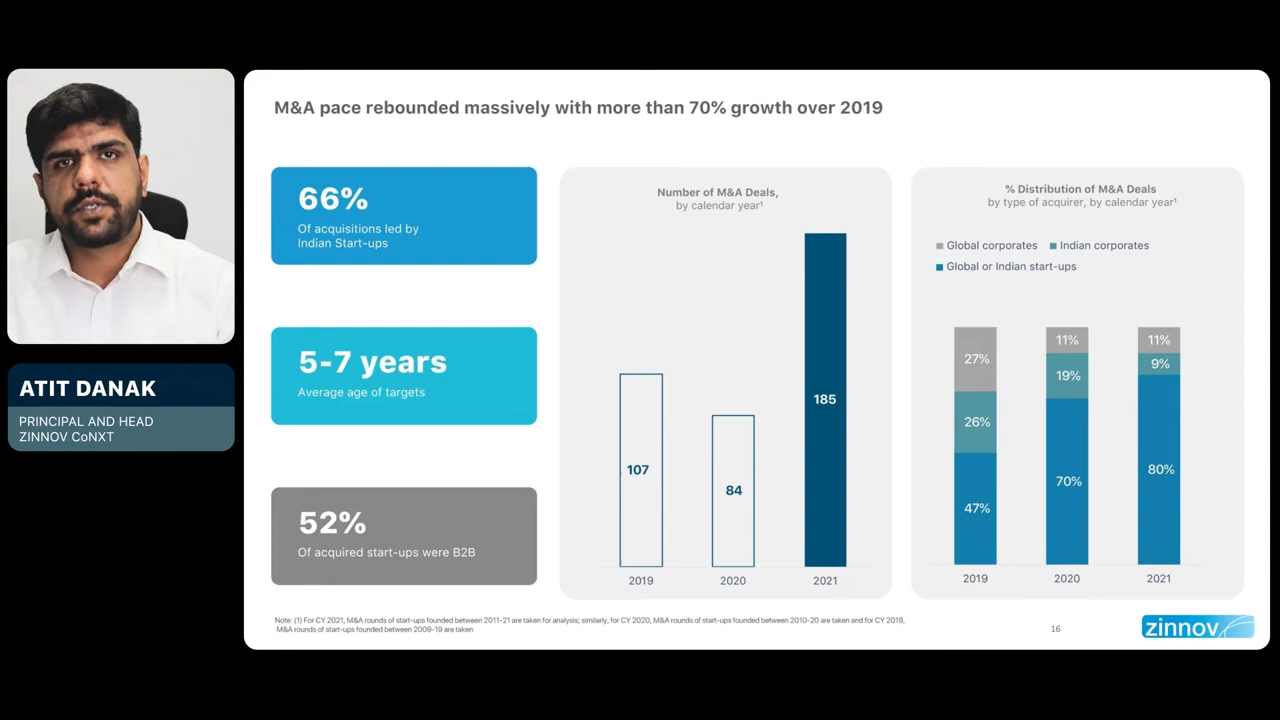 M&A pace rebounded massively with more than 70% growth over 2019
ATIT DANAK
PRINCIPAL AND HEAD
ZINNOV CoNXT
66%
Of acquisitions led by
Indian Start-ups
5-7 years
Average age of targets
52%
Of acquired start-ups were B2B
Number of M&A Deals,
by calendar year¹
107
84
185
2019 2020 2021
% Distribution of M&A Deals
by type of acquirer, by calendar year¹
Global corporates Indian corporates
Global or Indian start-ups
27% 11% 11%
26% 19% 9%
47% 70% 80%
2019 2020 2021
Note: (1) For CY 2021, M&A rounds of start-ups founded between 2011-21 are taken for analysis; similarly, for CY 2020, M&A rounds of start-ups founded between 2010-20 are taken and for CY 2019,
M&A rounds of start-ups founded between 2009-19 are taken
16
zinnov